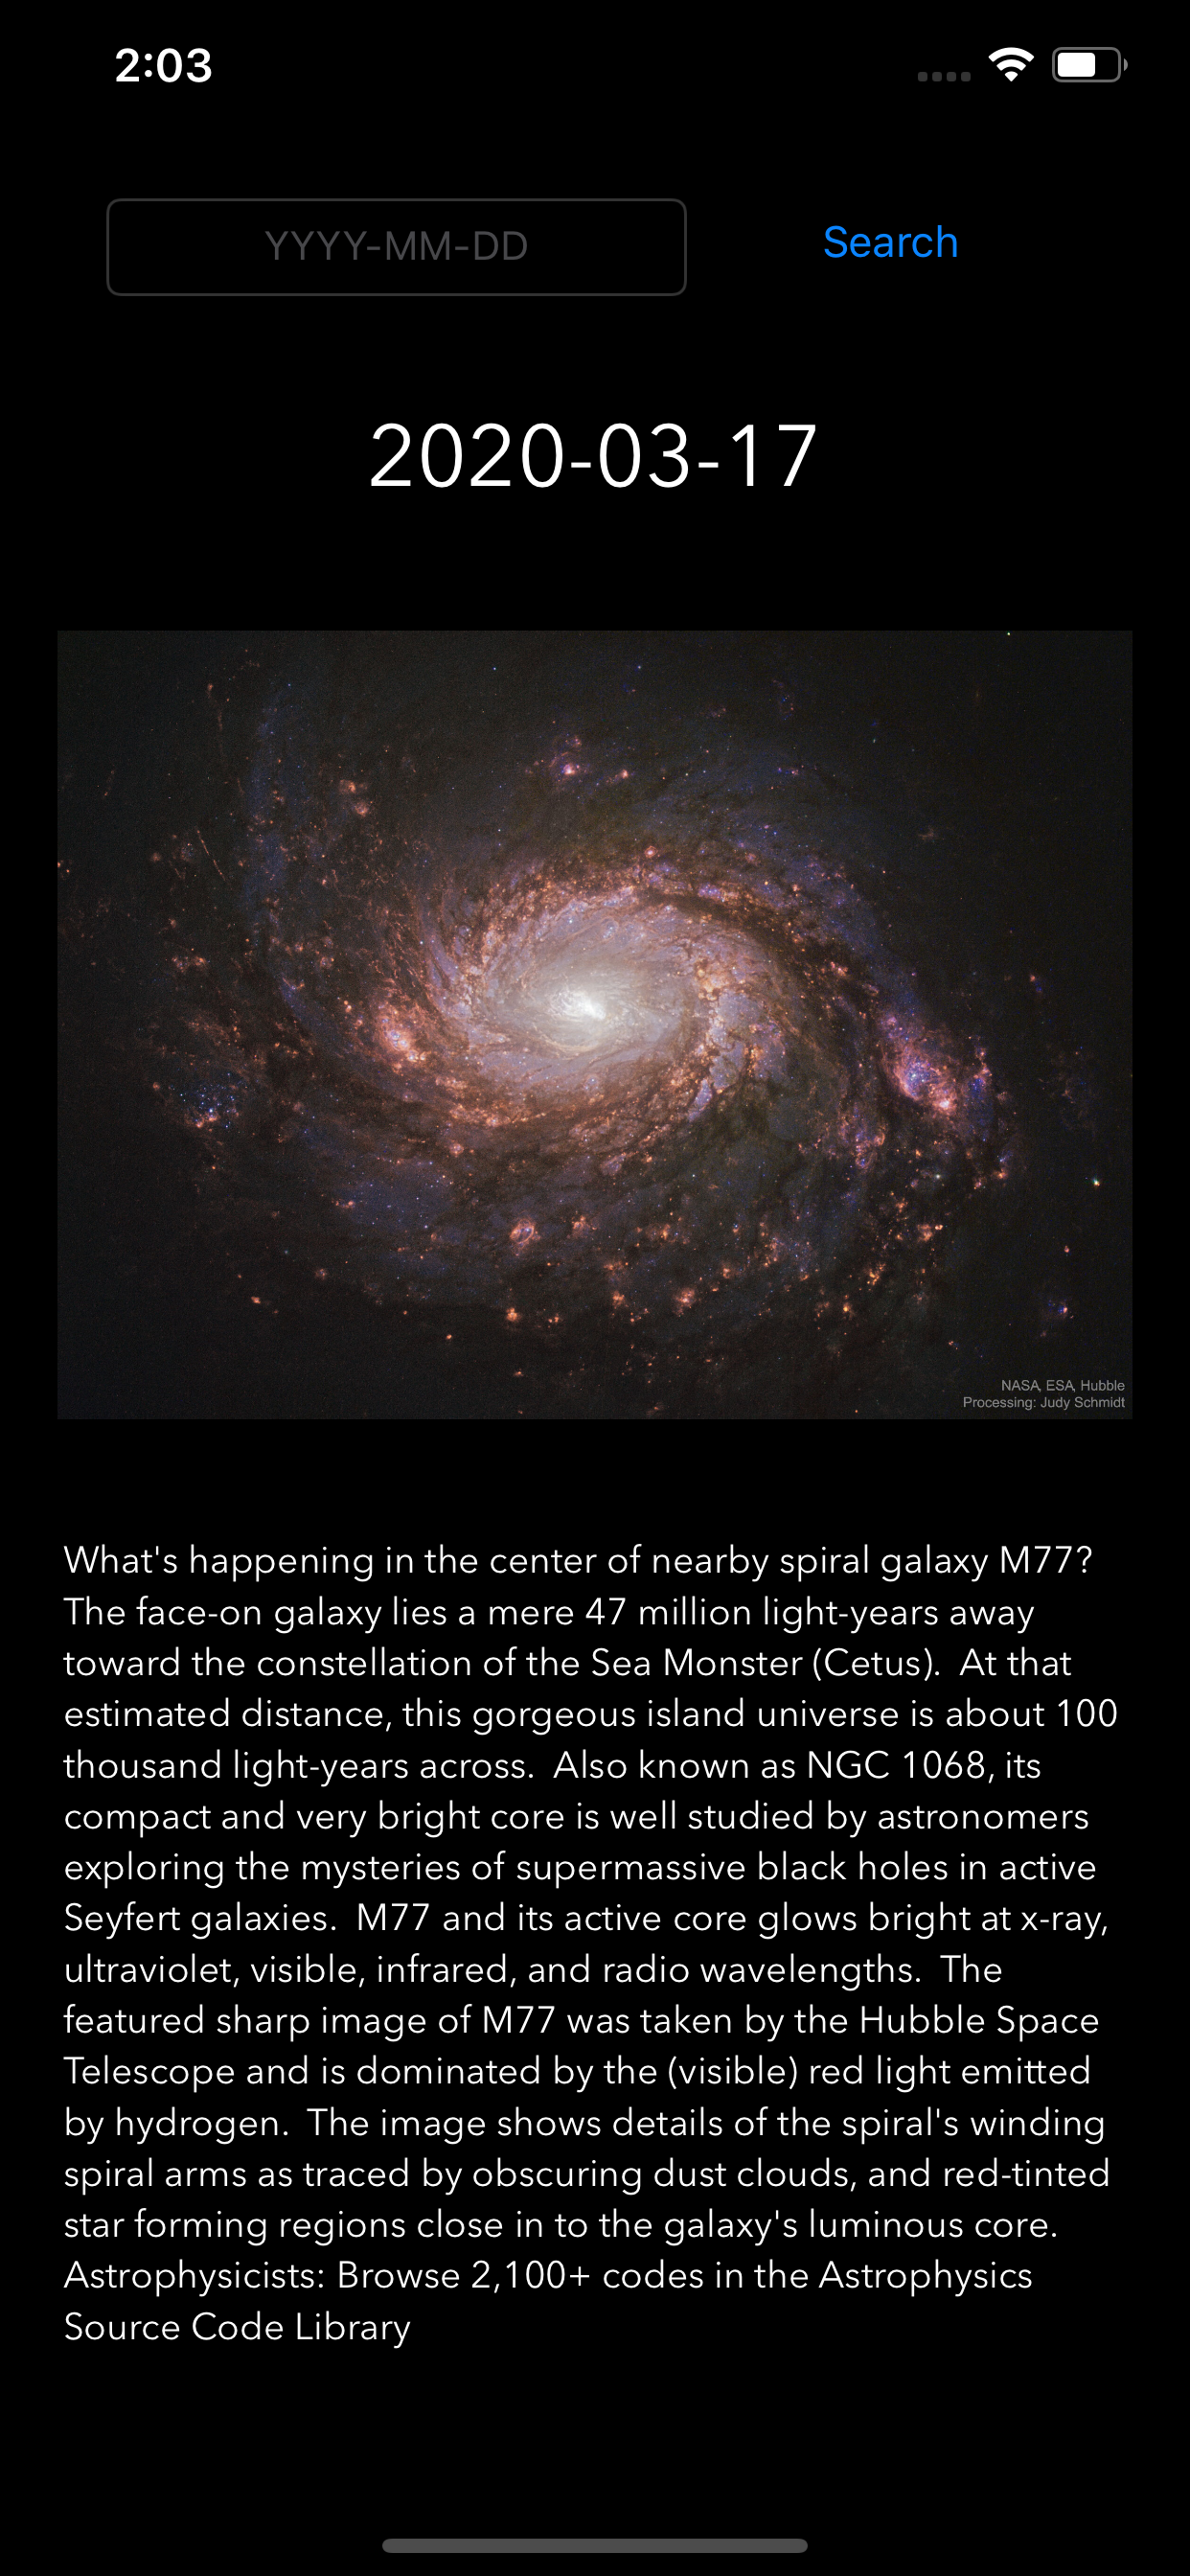 2:03
YYYY-MM-DD
Search
2020-03-17
NASA, ESA, Hubble
Processing: Judy Schmidt
What's happening in the center of nearby spiral galaxy M77?
The face-on galaxy lies a mere 47 million light-years away
toward the constellation of the Sea Monster (Cetus).  At that
estimated distance, this gorgeous island universe is about 100
thousand light-years across.  Also known as NGC 1068, its
compact and very bright core is well studied by astronomers
exploring the mysteries of supermassive black holes in active
Seyfert galaxies.  M77 and its active core glows bright at x-ray,
ultraviolet, visible, infrared, and radio wavelengths.  The
featured sharp image of M77 was taken by the Hubble Space
Telescope and is dominated by the (visible) red light emitted
by hydrogen.  The image shows details of the spiral's winding
spiral arms as traced by obscuring dust clouds, and red-tinted
star forming regions close in to the galaxy's luminous core.
Astrophysicists: Browse 2,100+ codes in the Astrophysics
Source Code Library